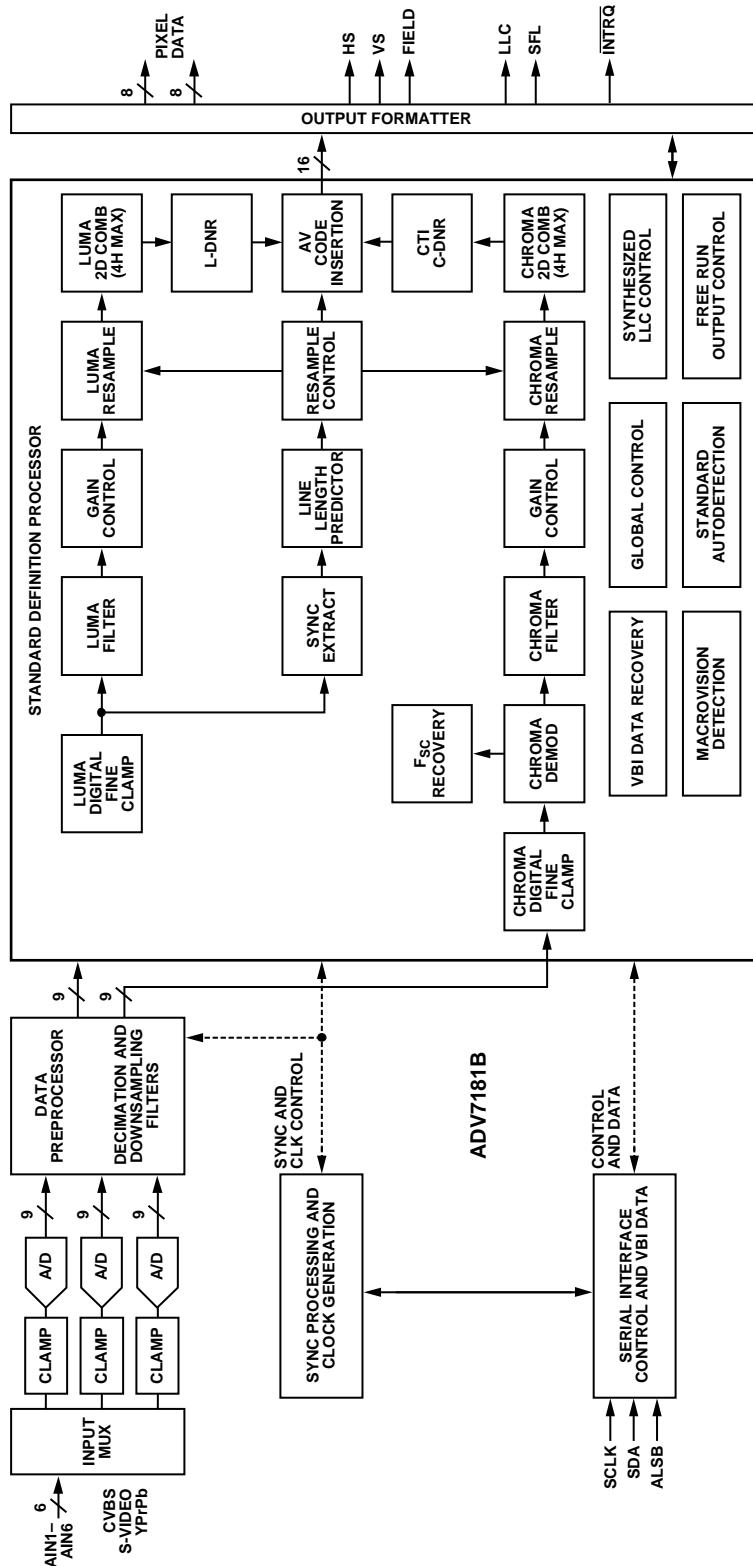 AIN1–
AIN6
6
CVBS
S-VIDEO
YPrPb
INPUT
MUX
CLAMP
A/D
9
CLAMP
A/D
9
CLAMP
A/D
9
DATA
PREPROCESSOR
DECIMATION AND
DOWNSAMPLING
FILTERS
9
9
SYNC PROCESSING AND
CLOCK GENERATION
SYNC AND
CLK CONTROL
ADV7181B
SCLK
SDA
ALSB
SERIAL INTERFACE
CONTROL AND VBI DATA
CONTROL
AND DATA
STANDARD DEFINITION PROCESSOR
LUMA
DIGITAL
FINE
CLAMP
LUMA
FILTER
GAIN
CONTROL
LUMA
RESAMPLE
LUMA
2D COMB
(4H MAX)
L-DNR
SYNC
EXTRACT
LINE
LENGTH
PREDICTOR
RESAMPLE
CONTROL
AV
CODE
INSERTION
16
CTI
C-DNR
FSC
RECOVERY
CHROMA
DIGITAL
FINE
CLAMP
CHROMA
DEMOD
CHROMA
FILTER
GAIN
CONTROL
CHROMA
RESAMPLE
CHROMA
2D COMB
(4H MAX)
VBI DATA RECOVERY
GLOBAL CONTROL
SYNTHESIZED
LLC CONTROL
MACROVISION
DETECTION
STANDARD
AUTODETECTION
FREE RUN
OUTPUT CONTROL
OUTPUT FORMATTER
8
8
PIXEL
DATA
HS
VS
FIELD
LLC
SFL
INTRQ